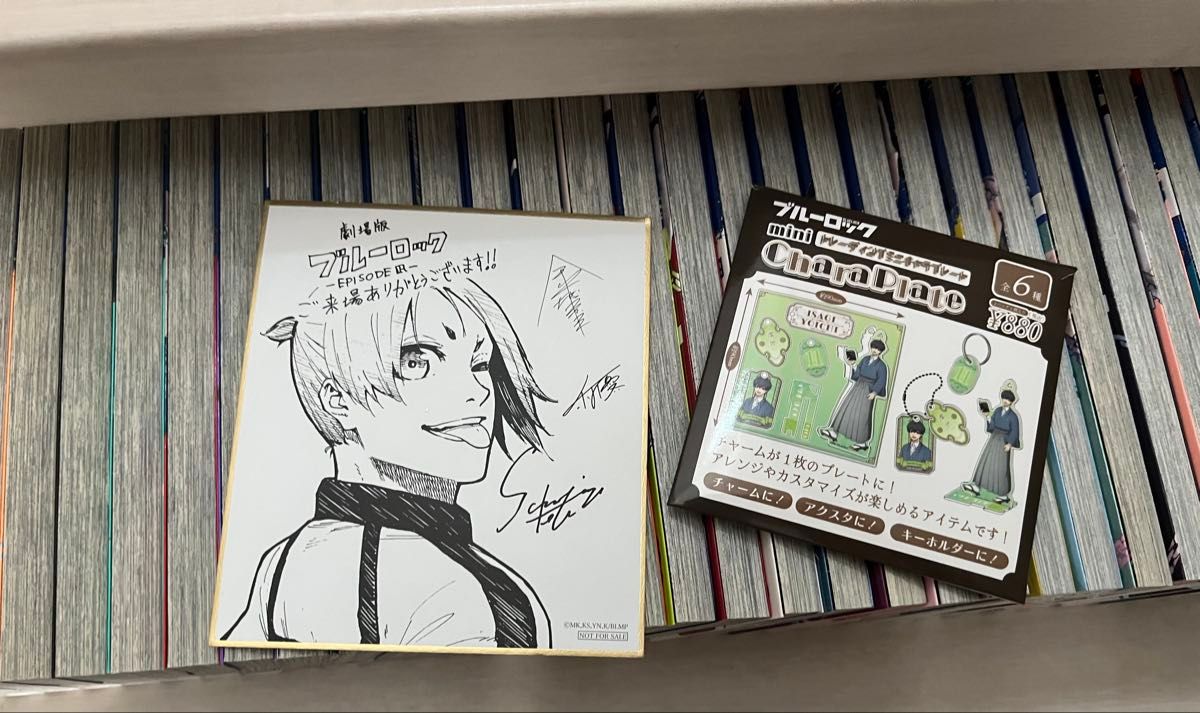 劇場版
ブルーロック
-EPISODE 凪-
ご来場ありがとうございます!!
©MK,KS,YN,K/BLMP
NOT FOR SALE
ブルーロック
mini トレーディングミニキャラプレート
CharaPlate
全6種
¥880
ISAGI
YOICHI
チャームが1枚のプレートに!
アレンジやカスタマイズが楽しめるアイテムです!
チャームに!
アクスタに!
キーホルダーに!